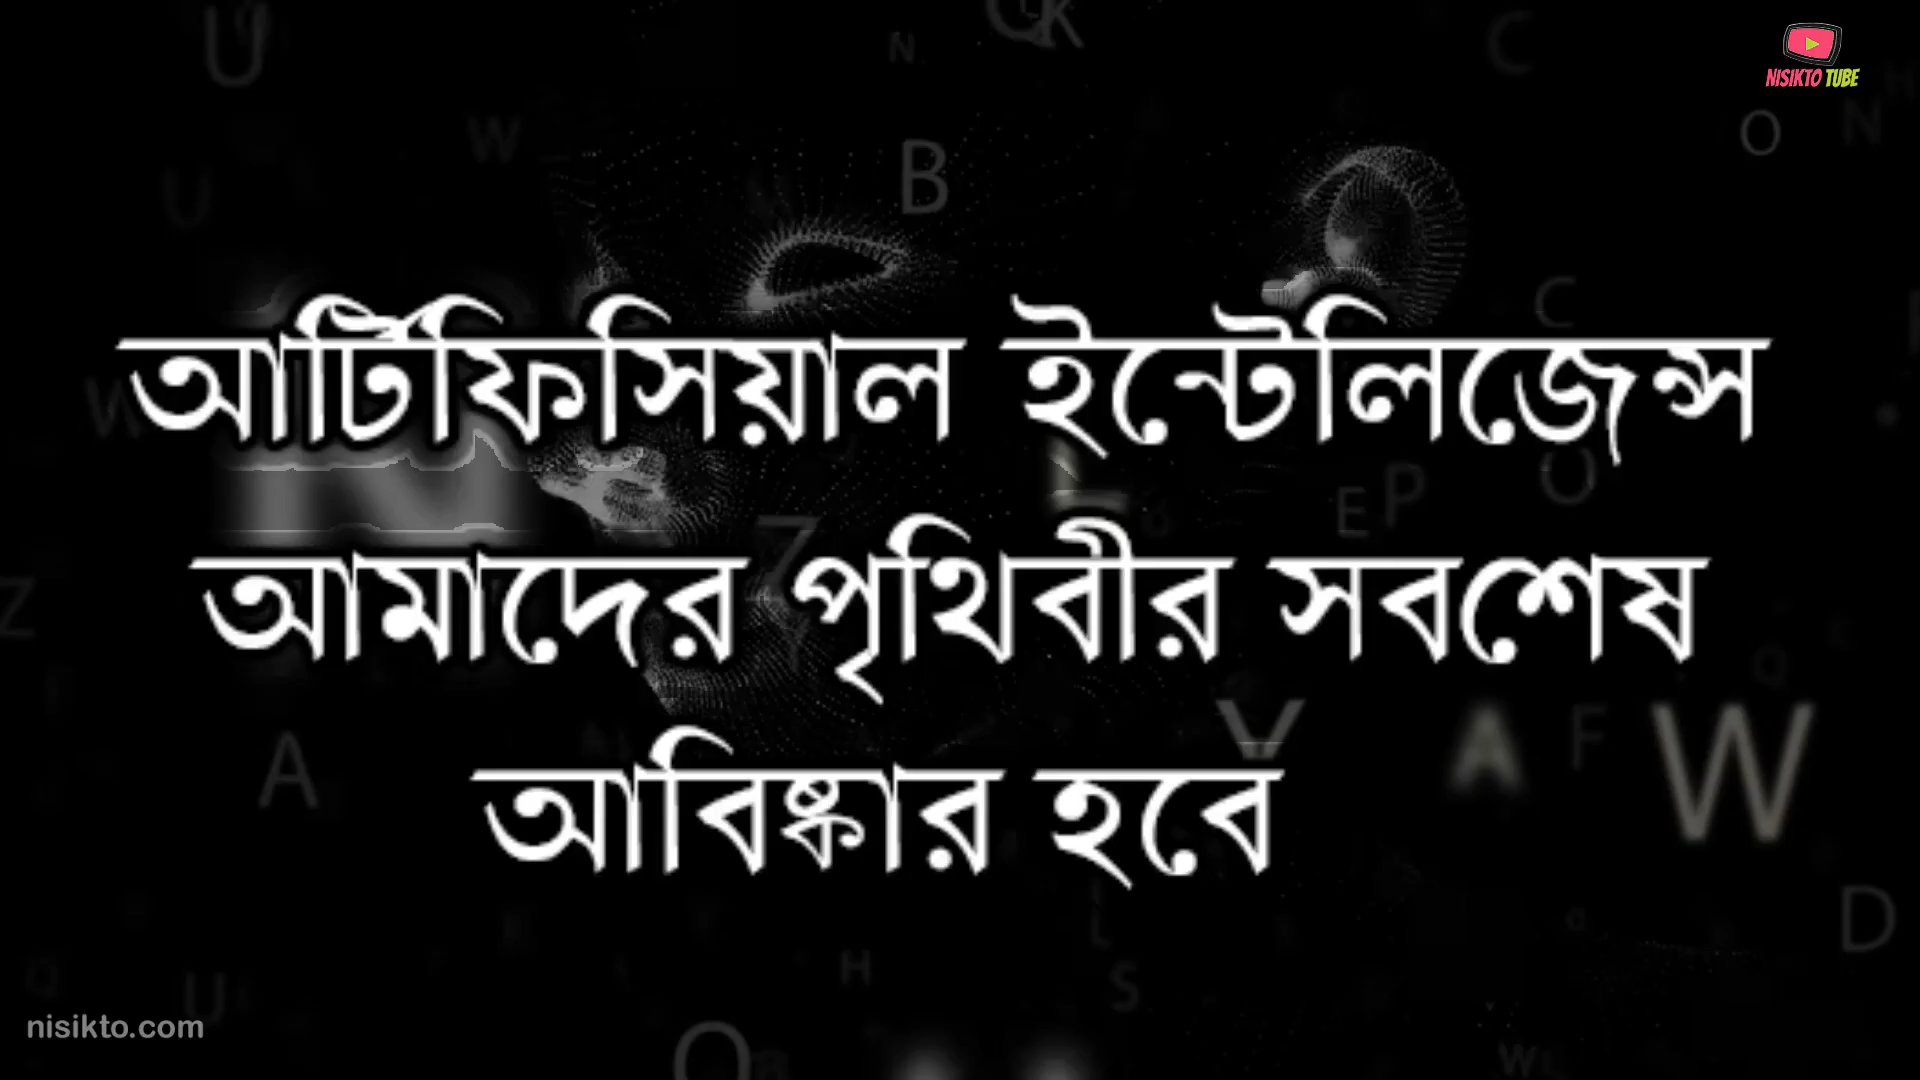 NISIKTO TUBE
আর্টিফিসিয়াল ইন্টেলিজেন্স
আমাদের পৃথিবীর সবশেষ
আবিষ্কার হবে
nisikto.com